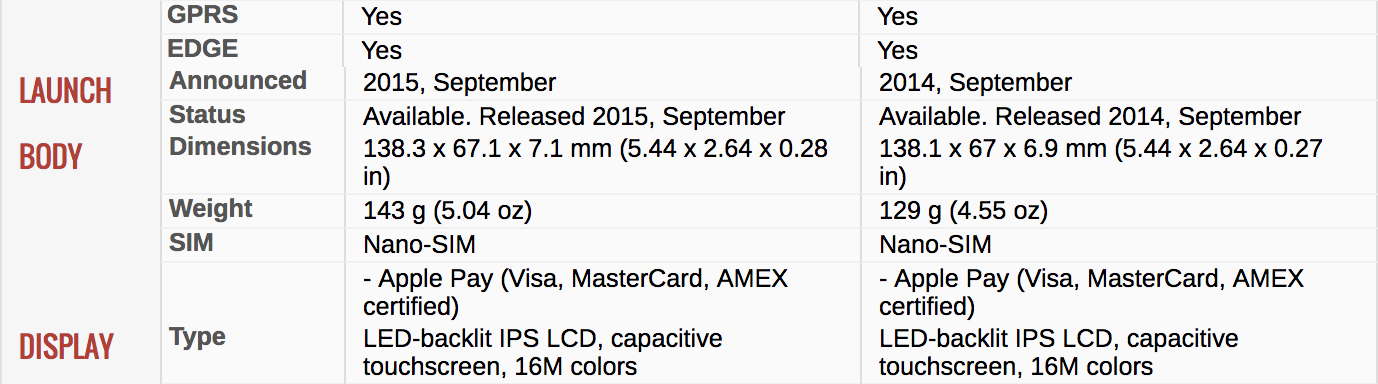 GPRS Yes Yes
EDGE Yes Yes
LAUNCH Announced 2015, September 2014, September
Status Available. Released 2015, September Available. Released 2014, September
BODY Dimensions 138.3 x 67.1 x 7.1 mm (5.44 x 2.64 x 0.28 138.1 x 67 x 6.9 mm (5.44 x 2.64 x 0.27
in) in)
Weight 143 g (5.04 oz) 129 g (4.55 oz)
SIM Nano-SIM Nano-SIM
- Apple Pay (Visa, MasterCard, AMEX - Apple Pay (Visa, MasterCard, AMEX
certified) certified)
DISPLAY Type LED-backlit IPS LCD, capacitive LED-backlit IPS LCD, capacitive
touchscreen, 16M colors touchscreen, 16M colors